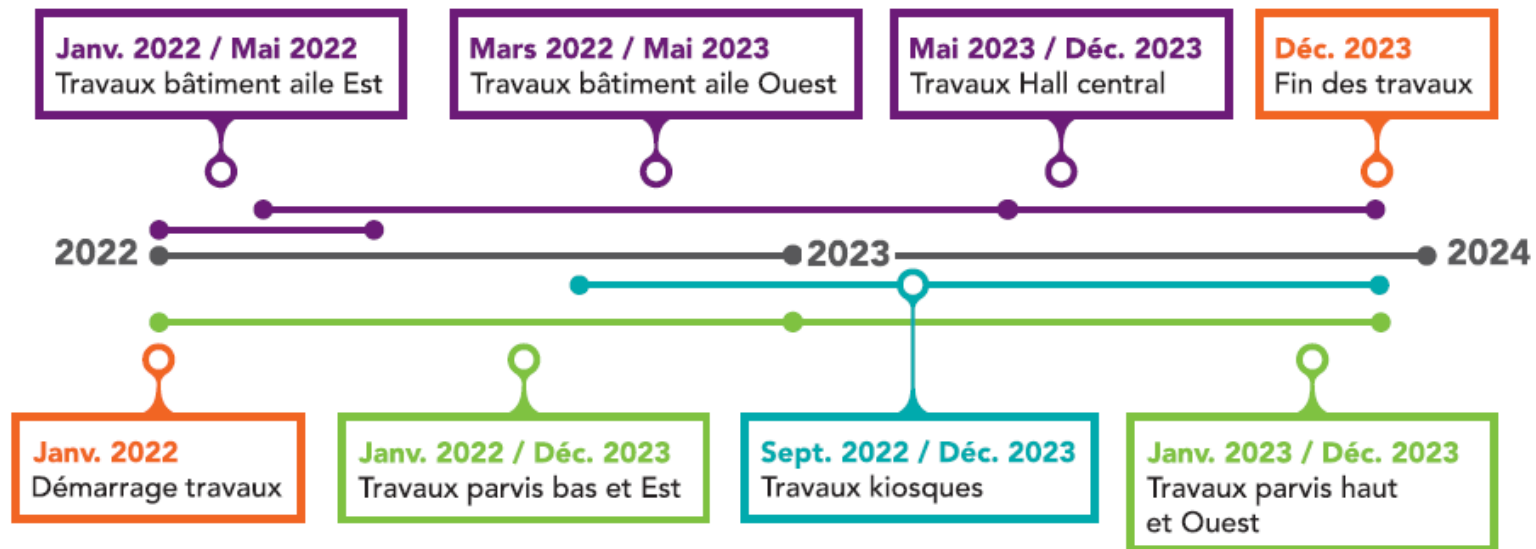 Janv. 2022 / Mai 2022
Travaux bâtiment aile Est
Mars 2022 / Mai 2023
Travaux bâtiment aile Ouest
Mai 2023 / Déc. 2023
Travaux Hall central
Déc. 2023
Fin des travaux
2022
2023
2024
Janv. 2022
Démarrage travaux
Janv. 2022 / Déc. 2023
Travaux parvis bas et Est
Sept. 2022 / Déc. 2023
Travaux kiosques
Janv. 2023 / Déc. 2023
Travaux parvis haut
et Ouest